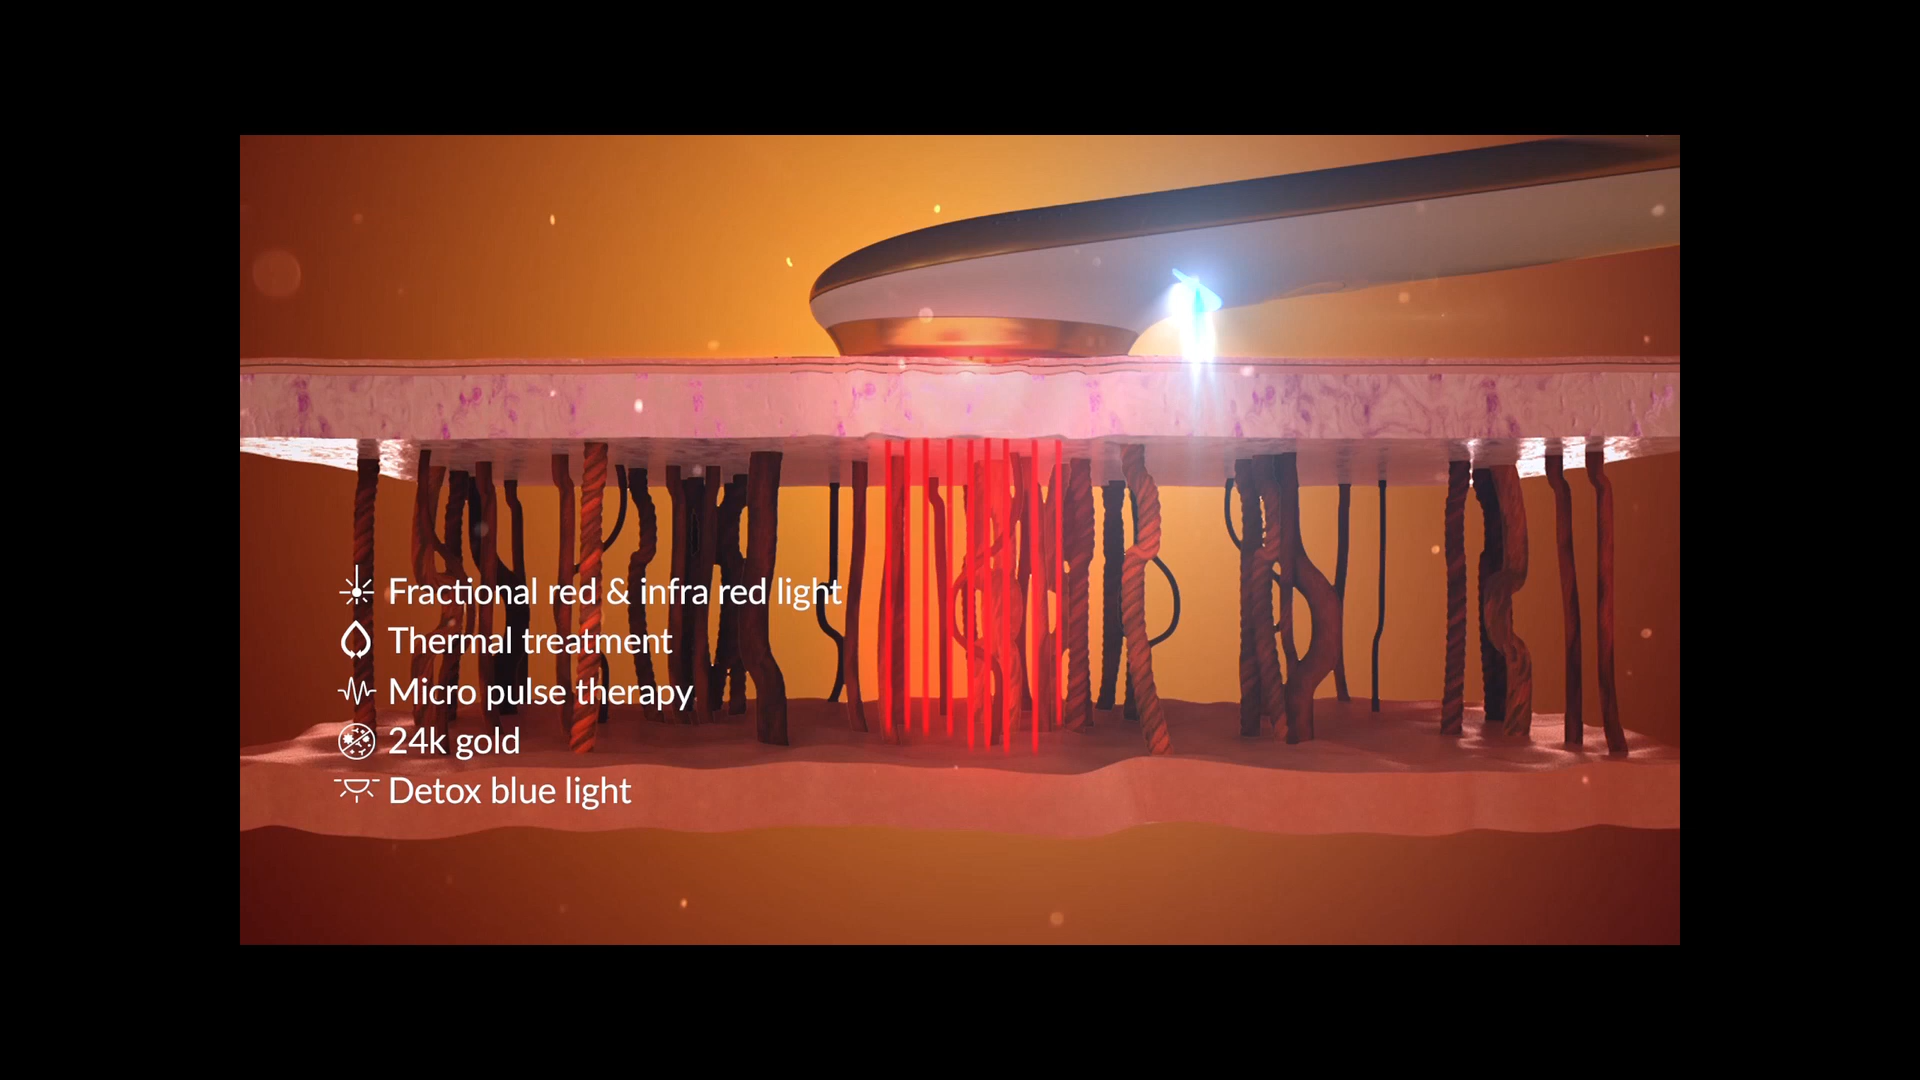 Fractional red & infra red light
Thermal treatment
Micro pulse therapy
24k gold
Detox blue light